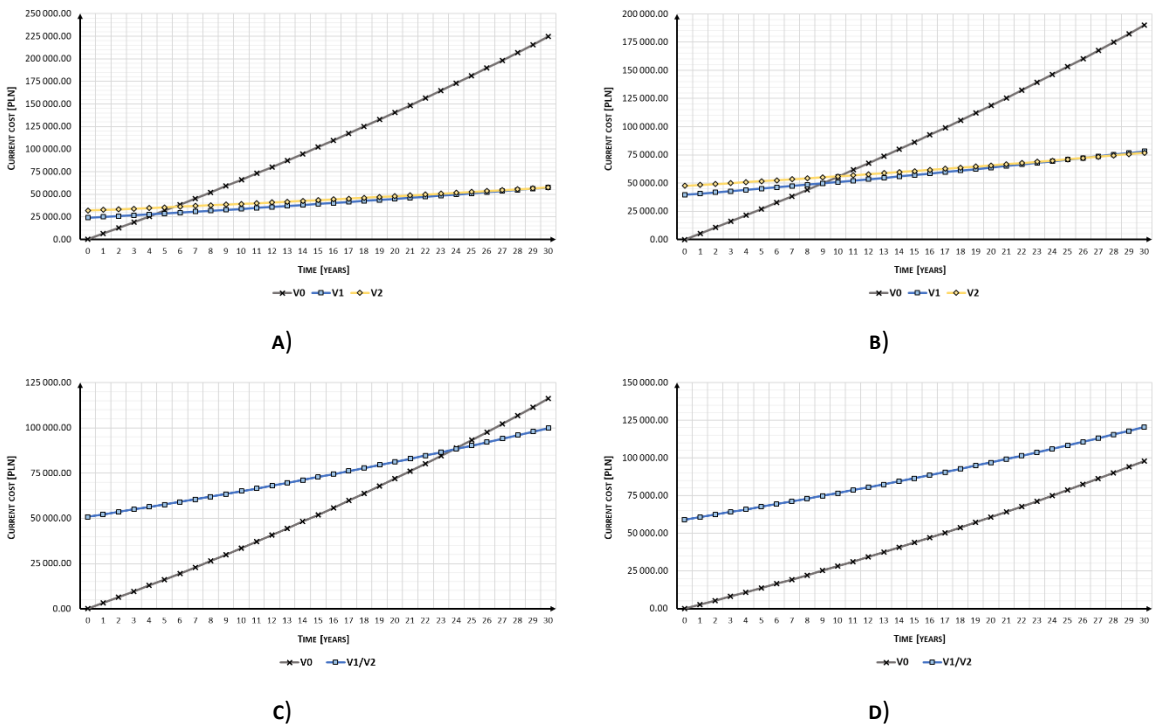 250 000.00
225 000.00
200 000.00
175 000.00
150 000.00
125 000.00
100 000.00
75 000.00
50 000.00
25 000.00
0.00
CURRENT COST [PLN]
0 1 2 3 4 5 6 7 8 9 10 11 12 13 14 15 16 17 18 19 20 21 22 23 24 25 26 27 28 29 30
TIME [YEARS]
V0 V1 V2
A)
200 000.00
175 000.00
150 000.00
125 000.00
100 000.00
75 000.00
50 000.00
25 000.00
0.00
CURRENT COST [PLN]
0 1 2 3 4 5 6 7 8 9 10 11 12 13 14 15 16 17 18 19 20 21 22 23 24 25 26 27 28 29 30
TIME [YEARS]
V0 V1 V2
B)
125 000.00
100 000.00
75 000.00
50 000.00
25 000.00
0.00
CURRENT COST [PLN]
0 1 2 3 4 5 6 7 8 9 10 11 12 13 14 15 16 17 18 19 20 21 22 23 24 25 26 27 28 29 30
TIME [YEARS]
V0 V1/V2
C)
150 000.00
125 000.00
100 000.00
75 000.00
50 000.00
25 000.00
0.00
CURRENT COST [PLN]
0 1 2 3 4 5 6 7 8 9 10 11 12 13 14 15 16 17 18 19 20 21 22 23 24 25 26 27 28 29 30
TIME [YEARS]
V0 V1/V2
D)